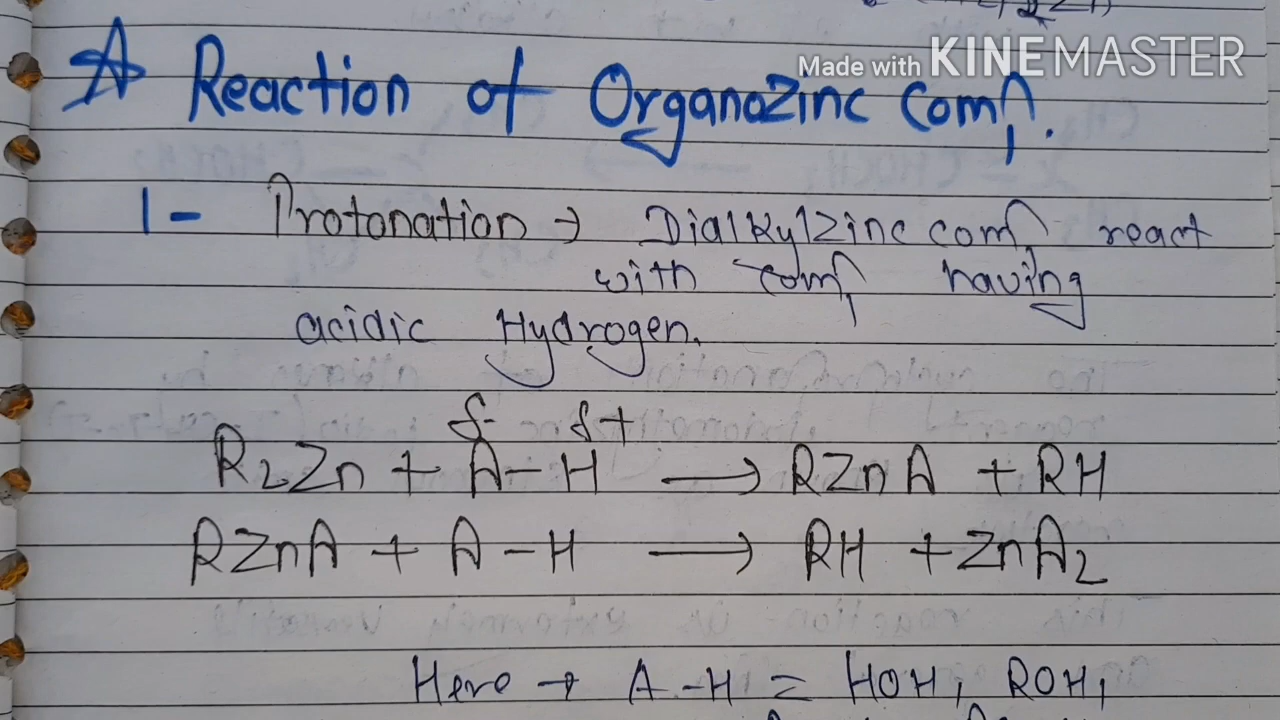 Made with KINEMASTER
A Reaction of Organozinc comp.
1- Protonation → Dialkylzinc comp react
with comp having
acidic Hydrogen.
δ- δ+
R₂Zn + A-H → RZnA + RH
RZnA + A-H → RH + ZnA₂
Here → A-H = HOH, ROH,